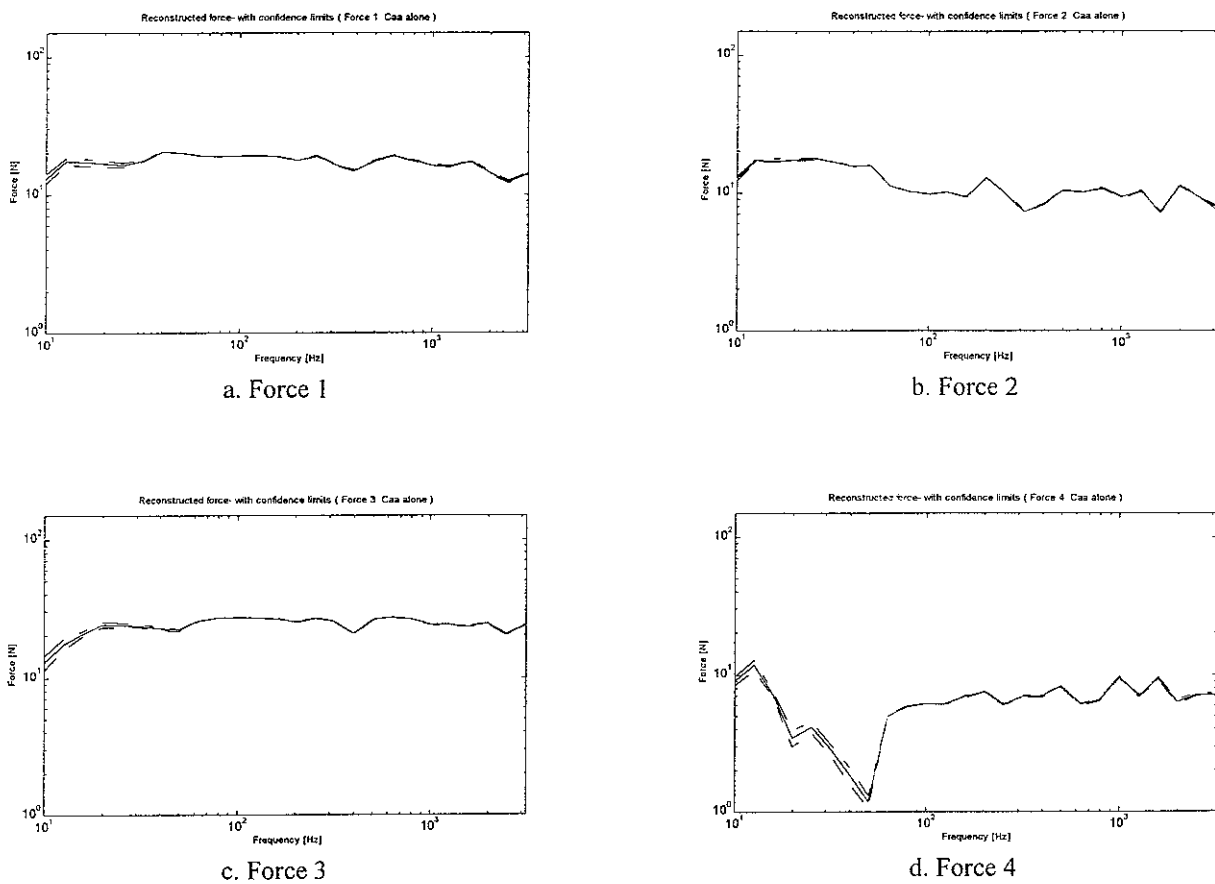 Reconstructed force- with confidence limits ( Force 1 Caa alone )
10²
10¹
10⁰
Force [N]
10¹ 10² 10³
Frequency [Hz]
a. Force 1
Reconstructed force- with confidence limits ( Force 2 Caa alone )
10²
10¹
10⁰
Force [N]
10¹ 10² 10³
Frequency [Hz]
b. Force 2
Reconstructed force- with confidence limits ( Force 3 Caa alone )
10²
10¹
10⁰
Force [N]
10¹ 10² 10³
Frequency [Hz]
c. Force 3
Reconstructed force- with confidence limits ( Force 4 Caa alone )
10²
10¹
10⁰
Force [N]
10¹ 10² 10³
Frequency [Hz]
d. Force 4